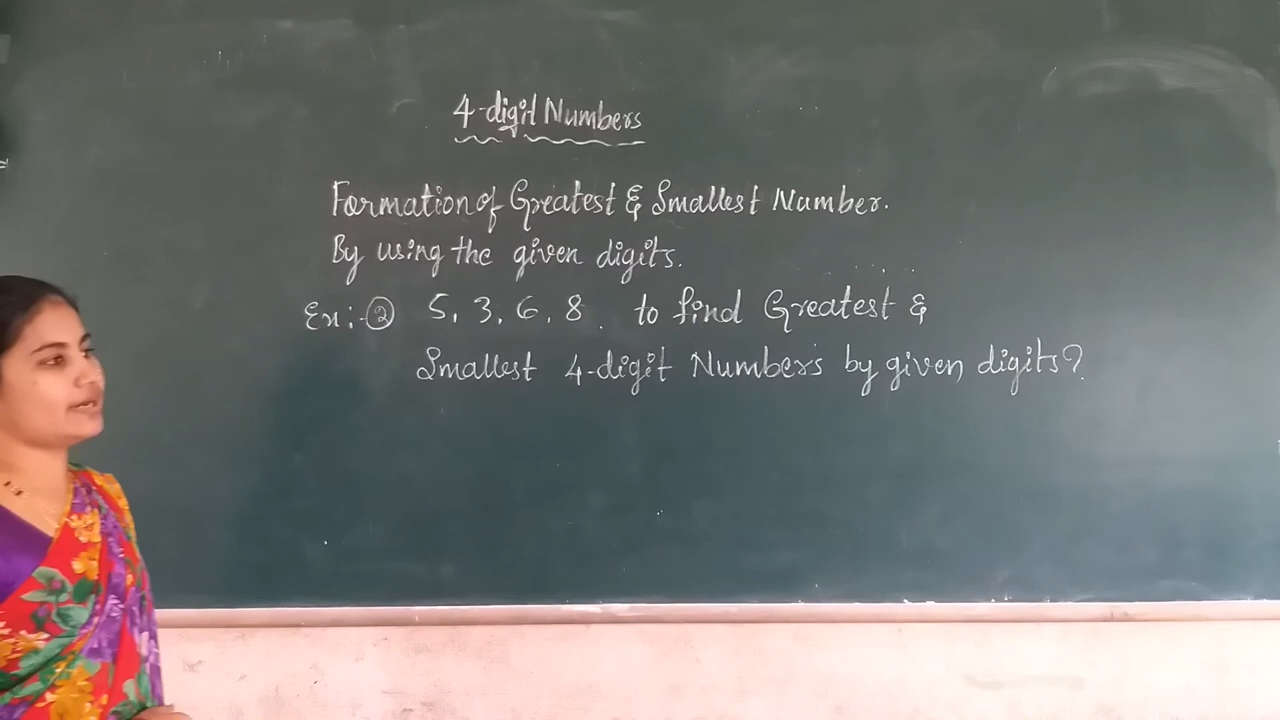 4-digit Numbers
Formation of Greatest & Smallest Number.
By using the given digits.
Ex:-② 5, 3, 6, 8. to find Greatest &
Smallest 4-digit Numbers by given digits?